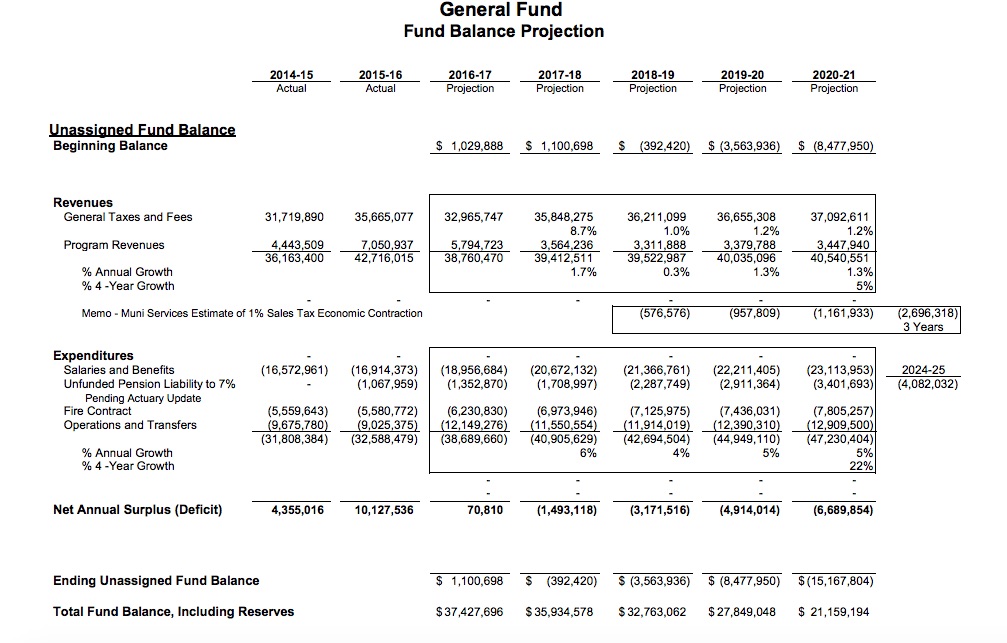 General Fund
Fund Balance Projection
2014-15 2015-16 2016-17 2017-18 2018-19 2019-20 2020-21
Actual Actual Projection Projection Projection Projection Projection
Unassigned Fund Balance
Beginning Balance $ 1,029,888 $ 1,100,698 $ (392,420) $ (3,563,936) $ (8,477,950)
Revenues
General Taxes and Fees 31,719,890 35,665,077 32,965,747 35,848,275 36,211,099 36,655,308 37,092,611
8.7% 1.0% 1.2% 1.2%
Program Revenues 4,443,509 7,050,937 5,794,723 3,564,236 3,311,888 3,379,788 3,447,940
36,163,400 42,716,015 38,760,470 39,412,511 39,522,987 40,035,096 40,540,551
% Annual Growth 1.7% 0.3% 1.3% 1.3%
% 4 -Year Growth 5%
- - - - - - -
Memo - Muni Services Estimate of 1% Sales Tax Economic Contraction (576,576) (957,809) (1,161,933) (2,696,318)
3 Years
Expenditures - - - - - - -
Salaries and Benefits (16,572,961) (16,914,373) (18,956,684) (20,672,132) (21,366,761) (22,211,405) (23,113,953) 2024-25
Unfunded Pension Liability to 7% - (1,067,959) (1,352,870) (1,708,997) (2,287,749) (2,911,364) (3,401,693) (4,082,032)
Pending Actuary Update
Fire Contract (5,559,643) (5,580,772) (6,230,830) (6,973,946) (7,125,975) (7,436,031) (7,805,257)
Operations and Transfers (9,675,780) (9,025,375) (12,149,276) (11,550,554) (11,914,019) (12,390,310) (12,909,500)
(31,808,384) (32,588,479) (38,689,660) (40,905,629) (42,694,504) (44,949,110) (47,230,404)
% Annual Growth 6% 4% 5% 5%
% 4 -Year Growth 22%
- - - - -
- - - - -
Net Annual Surplus (Deficit) 4,355,016 10,127,536 70,810 (1,493,118) (3,171,516) (4,914,014) (6,689,854)
Ending Unassigned Fund Balance $ 1,100,698 $ (392,420) $ (3,563,936) $ (8,477,950) $ (15,167,804)
Total Fund Balance, Including Reserves $ 37,427,696 $ 35,934,578 $ 32,763,062 $ 27,849,048 $ 21,159,194